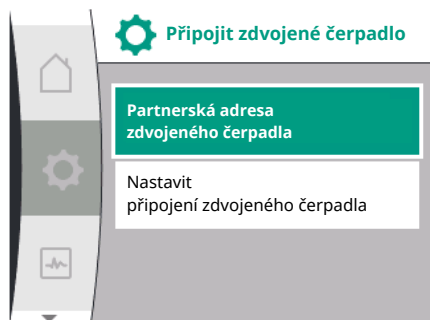 Připojit zdvojené čerpadlo
Partnerská adresa
zdvojeného čerpadla
Nastavit
připojení zdvojeného čerpadla